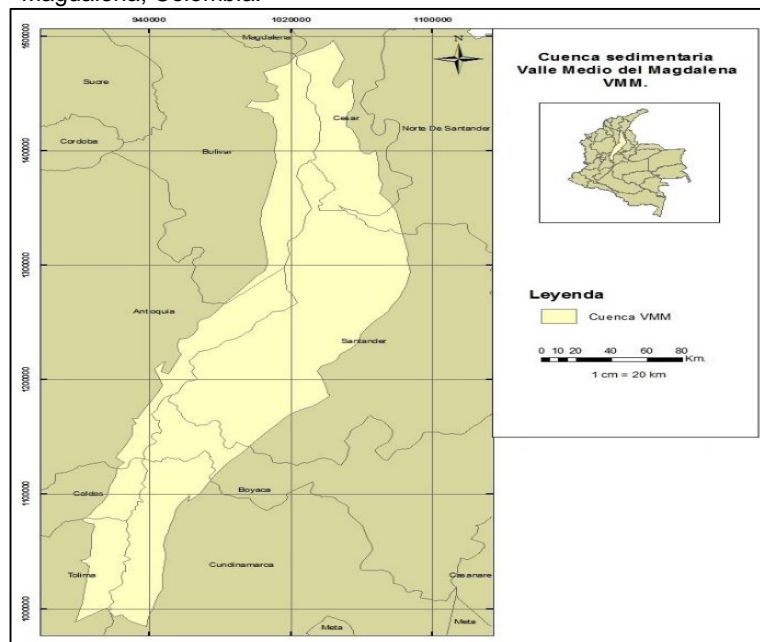 Magdalena, Colombia.
940000 1020000 1100000
Magdalena
Sucre
Cesar
Norte De Santander
Cordoba
Bolivar
Antioquia
Santander
Caldas
Boyaca
Tolima
Cundinamarca
Casanare
Meta
Meta
1400000
1200000
1100000
1000000
N
Cuenca sedimentaria
Valle Medio del Magdalena
VMM.
Leyenda
Cuenca VMM
0 10 20 40 60 80
Km.
1 cm = 20 km